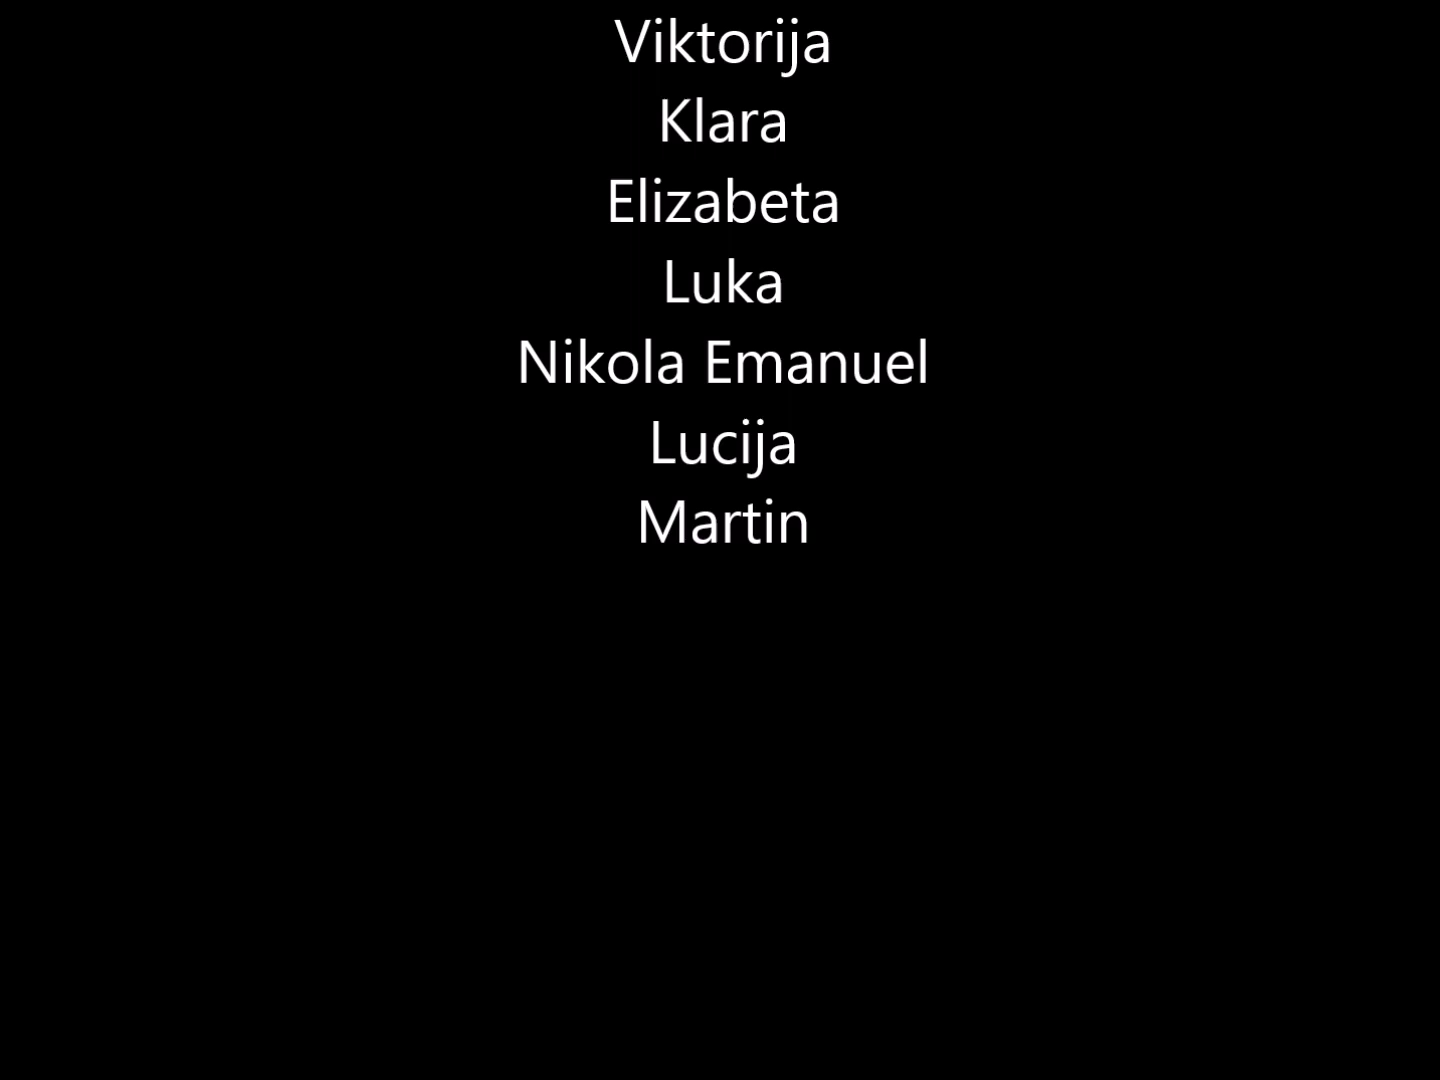 Viktorija
Klara
Elizabeta
Luka
Nikola Emanuel
Lucija
Martin